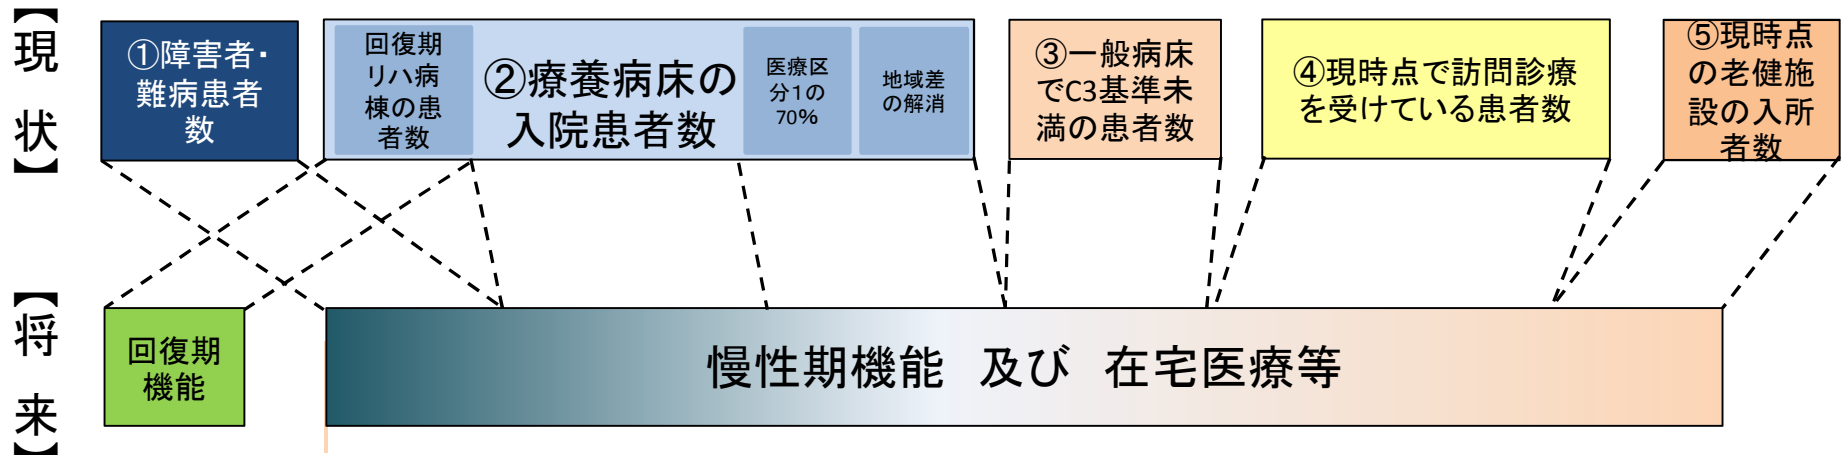 【現状】
①障害者・
難病患者
数
回復期
リハ病
棟の患
者数
②療養病床の
入院患者数
医療区
分1の
70%
地域差
の解消
③一般病床
でC3基準未
満の患者数
④現時点で訪問診療
を受けている患者数
⑤現時点
の老健施
設の入所
者数
【将来】
回復期
機能
慢性期機能 及び 在宅医療等